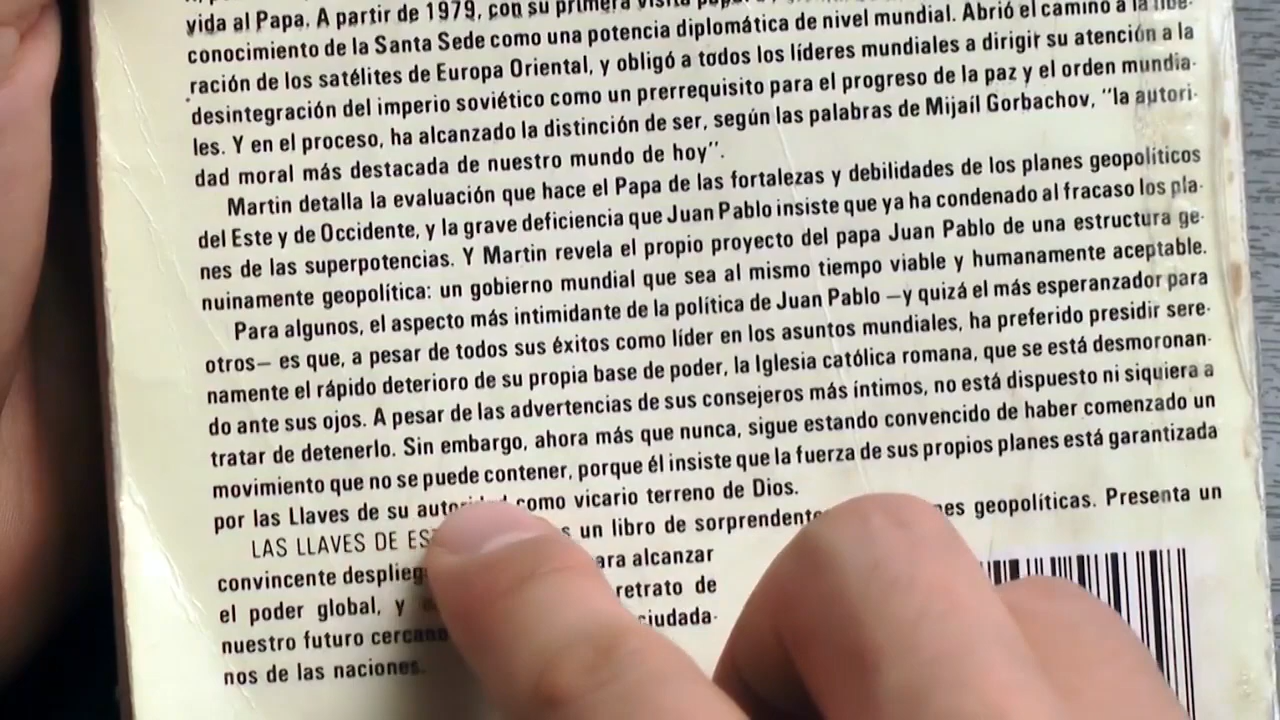 vida al Papa. A partir de 1979, con su primera visita
conocimiento de la Santa Sede como una potencia diplomática de nivel mundial. Abrió el camino a la libe-
ración de los satélites de Europa Oriental, y obligó a todos los líderes mundiales a dirigir su atención a la
desintegración del imperio soviético como un prerrequisito para el progreso de la paz y el orden mundia-
les. Y en el proceso, ha alcanzado la distinción de ser, según las palabras de Mijaíl Gorbachov, "la autori-
dad moral más destacada de nuestro mundo de hoy".
Martin detalla la evaluación que hace el Papa de las fortalezas y debilidades de los planes geopolíticos
del Este y de Occidente, y la grave deficiencia que Juan Pablo insiste que ya ha condenado al fracaso los pla-
nes de las superpotencias. Y Martin revela el propio proyecto del papa Juan Pablo de una estructura ge-
nuinamente geopolítica: un gobierno mundial que sea al mismo tiempo viable y humanamente aceptable.
Para algunos, el aspecto más intimidante de la política de Juan Pablo —y quizá el más esperanzador para
otros— es que, a pesar de todos sus éxitos como líder en los asuntos mundiales, ha preferido presidir sere-
namente el rápido deterioro de su propia base de poder, la Iglesia católica romana, que se está desmoronan-
do ante sus ojos. A pesar de las advertencias de sus consejeros más íntimos, no está dispuesto ni siquiera a
tratar de detenerlo. Sin embargo, ahora más que nunca, sigue estando convencido de haber comenzado un
movimiento que no se puede contener, porque él insiste que la fuerza de sus propios planes está garantizada
por las Llaves de su autoridad como vicario terreno de Dios.
LAS LLAVES DE un libro de geopolíticas. Presenta un
convincente alcanzar
el poder global, y retrato de
nuestro futuro cercano ciudada-
nos de las naciones.